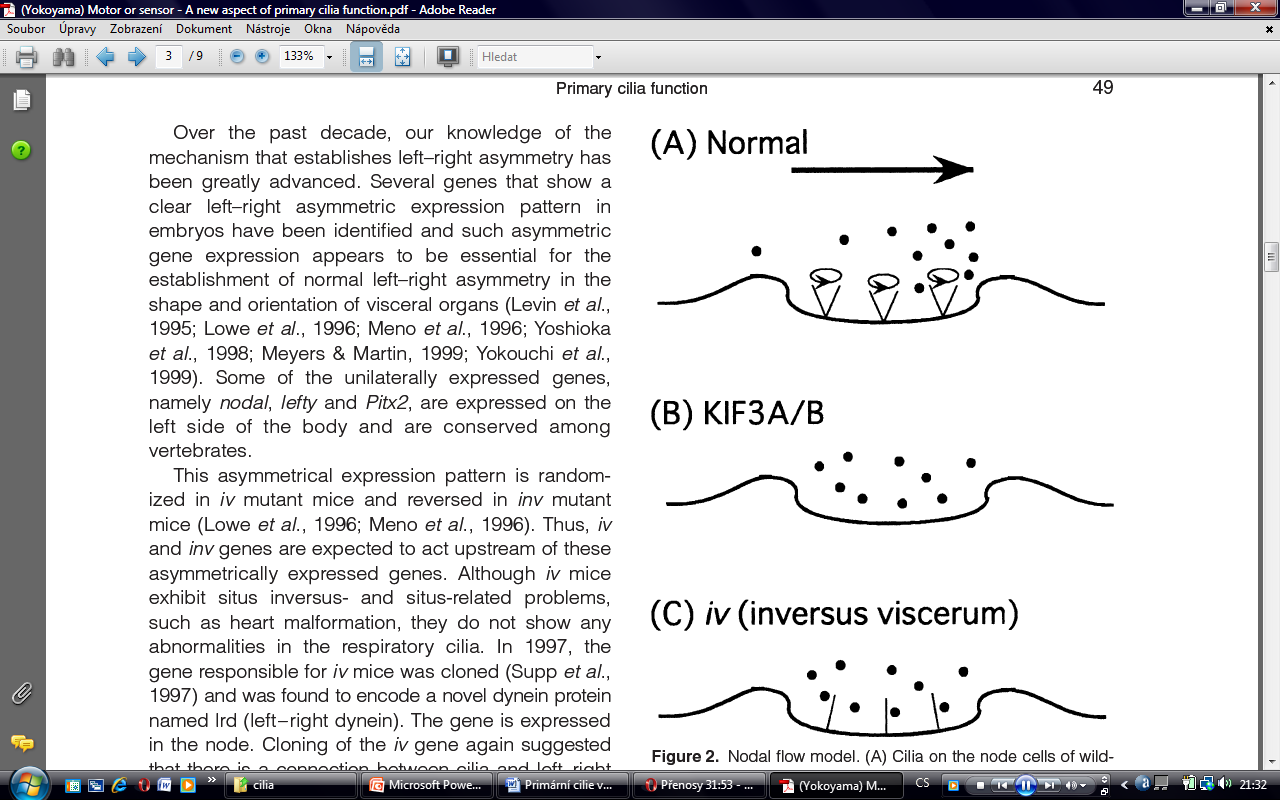 (Yokoyama) Motor or sensor - A new aspect of primary cilia function.pdf - Adobe Reader
Soubor Úpravy Zobrazení Dokument Nástroje Okna Nápověda
3 / 9 133% Hledat
Primary cilia function 49
Over the past decade, our knowledge of the
mechanism that establishes left–right asymmetry has
been greatly advanced. Several genes that show a
clear left–right asymmetric expression pattern in
embryos have been identified and such asymmetric
gene expression appears to be essential for the
establishment of normal left–right asymmetry in the
shape and orientation of visceral organs (Levin et al.,
1995; Lowe et al., 1996; Meno et al., 1996; Yoshioka
et al., 1998; Meyers & Martin, 1999; Yokouchi et al.,
1999). Some of the unilaterally expressed genes,
namely nodal, lefty and Pitx2, are expressed on the
left side of the body and are conserved among
vertebrates.
This asymmetrical expression pattern is random-
ized in iv mutant mice and reversed in inv mutant
mice (Lowe et al., 1996; Meno et al., 1996). Thus, iv
and inv genes are expected to act upstream of these
asymmetrically expressed genes. Although iv mice
exhibit situs inversus- and situs-related problems,
such as heart malformation, they do not show any
abnormalities in the respiratory cilia. In 1997, the
gene responsible for iv mice was cloned (Supp et al.,
1997) and was found to encode a novel dynein protein
named lrd (left–right dynein). The gene is expressed
in the node. Cloning of the iv gene again suggested
that there is a connection between cilia and left–right
(A) Normal
(B) KIF3A/B
(C) iv (inversus viscerum)
Figure 2. Nodal flow model. (A) Cilia on the node cells of wild-
cilia
Microsoft Powe...
Primární cilie v...
Přenosy 31:53 - ...
(Yokoyama) M...
CS
21:32